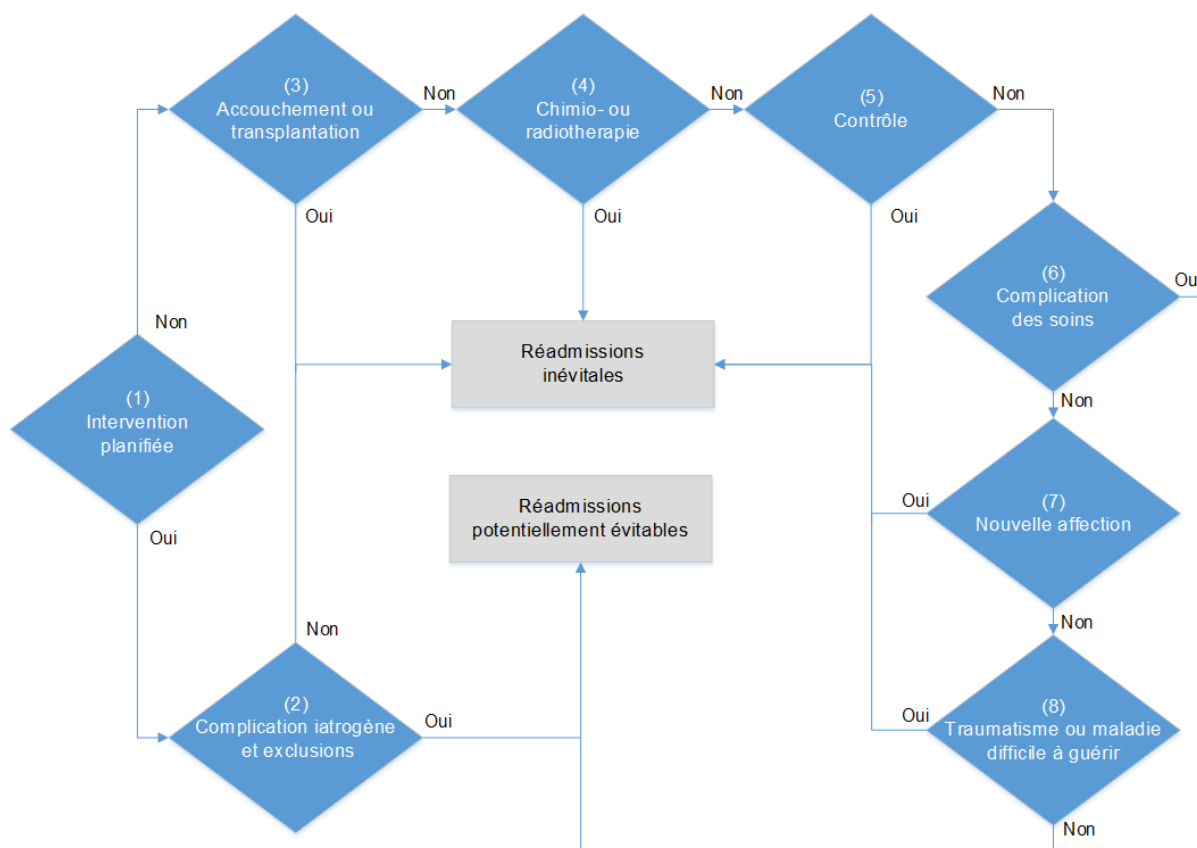 (3)
Accouchement ou
transplantation
Non
(4)
Chimio- ou
radiotherapie
Non
(5)
Contrôle
Non
Oui
Oui
Oui
(6)
Complication
des soins
Ou
Non
(1)
Intervention
planifiée
Non
Oui
Réadmissions
inévitales
Réadmissions
potentiellement évitables
Oui
(7)
Nouvelle affection
Non
Non
(2)
Complication iatrogène
et exclusions
Oui
Oui
(8)
Traumatisme ou maladie
difficile à guérir
Non